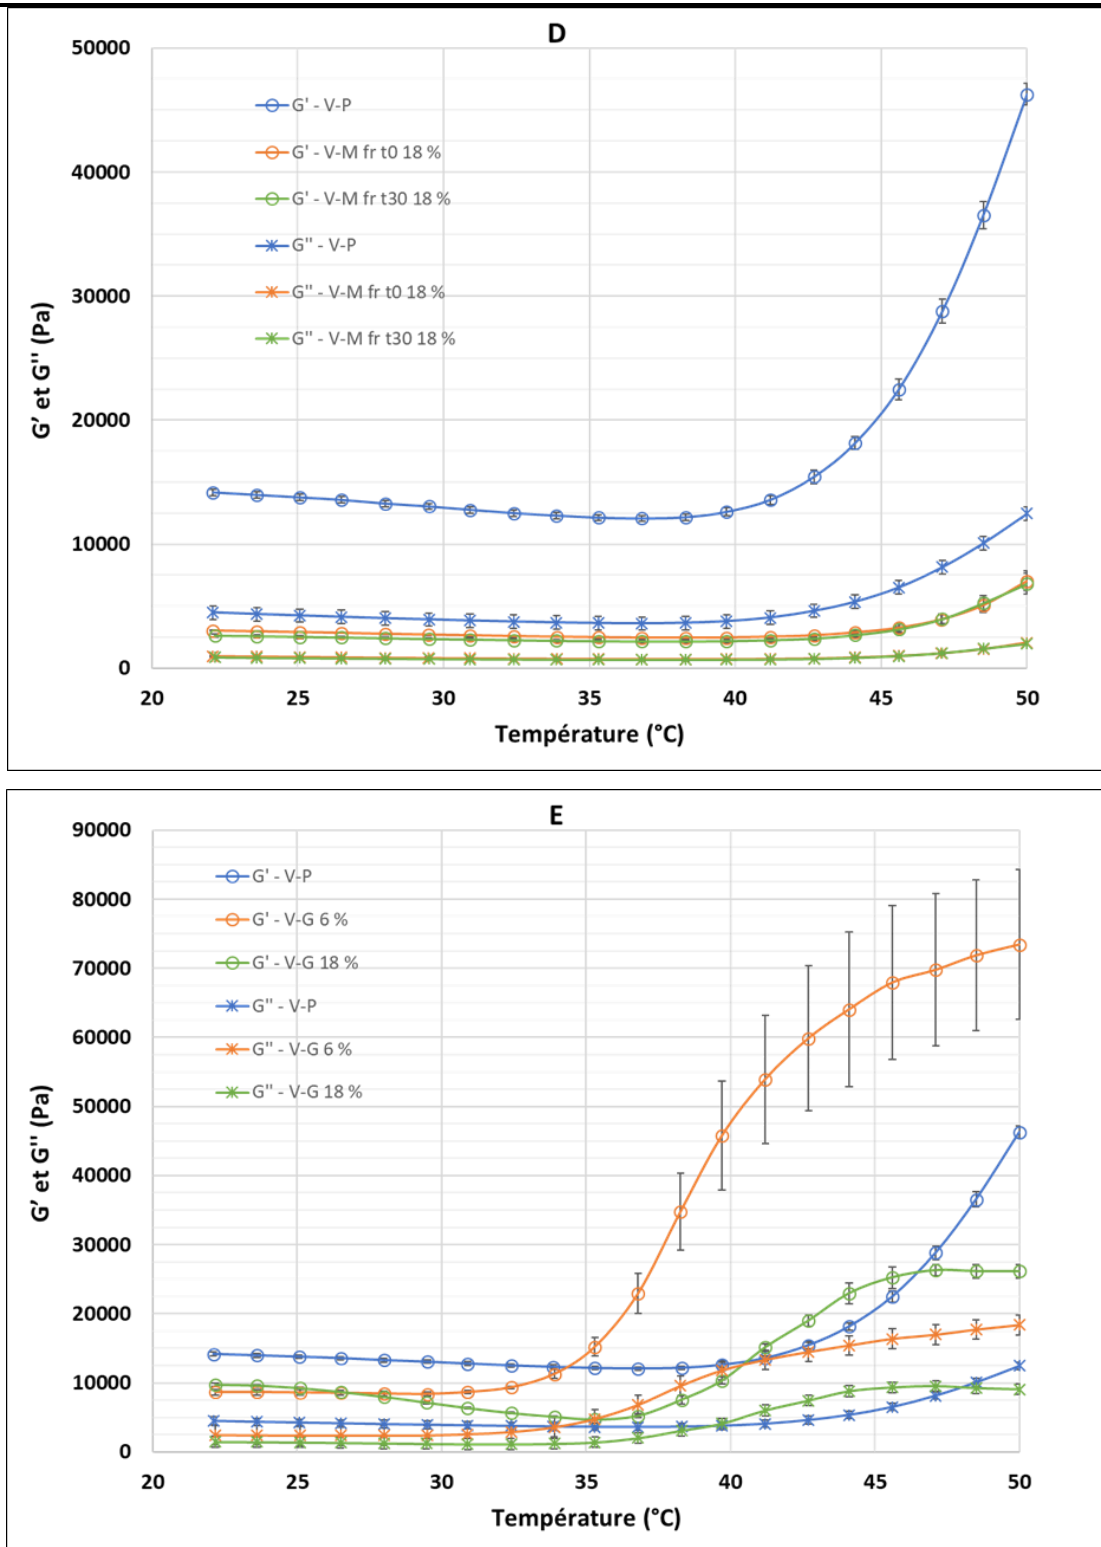 D
50000
40000
30000
20000
10000
0
G' et G'' (Pa)
G' - V-P
G' - V-M fr t0 18 %
G' - V-M fr t30 18 %
G'' - V-P
G'' - V-M fr t0 18 %
G'' - V-M fr t30 18 %
20 25 30 35 40 45 50
Température (°C)
E
90000
80000
70000
60000
50000
40000
30000
20000
10000
0
G' et G'' (Pa)
G' - V-P
G' - V-G 6 %
G' - V-G 18 %
G'' - V-P
G'' - V-G 6 %
G'' - V-G 18 %
20 25 30 35 40 45 50
Température (°C)